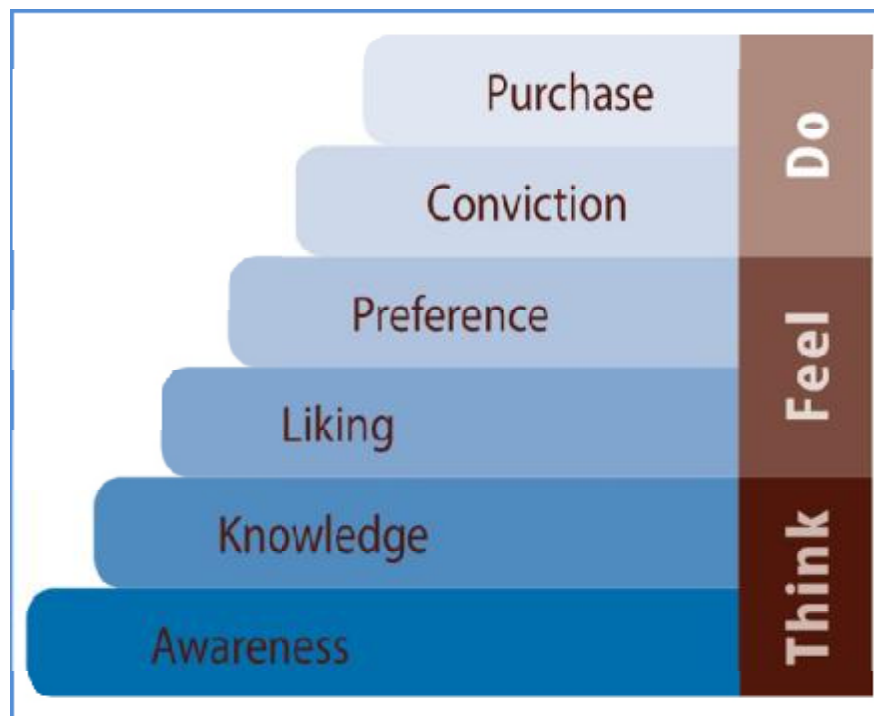 Purchase
Conviction
Preference
Liking
Knowledge
Awareness
Do
Feel
Think